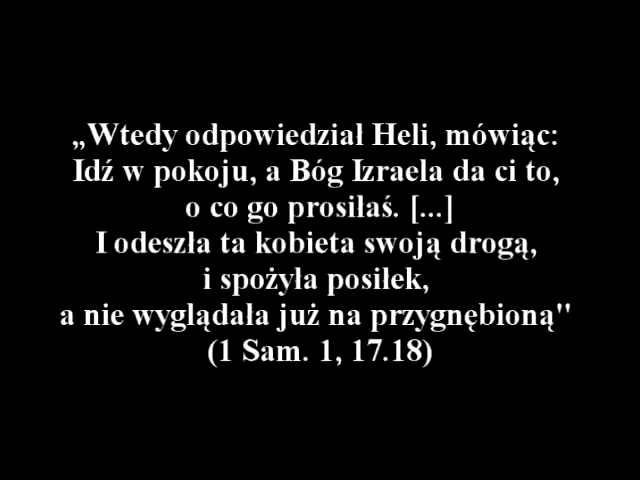 „Wtedy odpowiedział Heli, mówiąc:
Idź w pokoju, a Bóg Izraela da ci to,
o co go prosiłaś. [...]
I odeszła ta kobieta swoją drogą,
i spożyła posiłek,
a nie wyglądała już na przygnębioną"
(1 Sam. 1, 17.18)